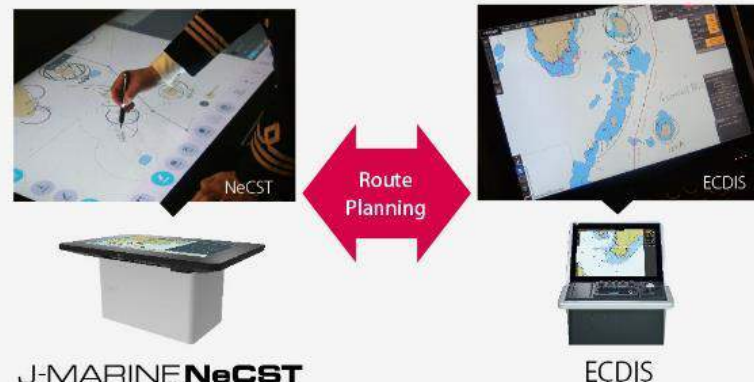 NeCST
ECDIS
Route
Planning
J-MARINE NeCST
ECDIS